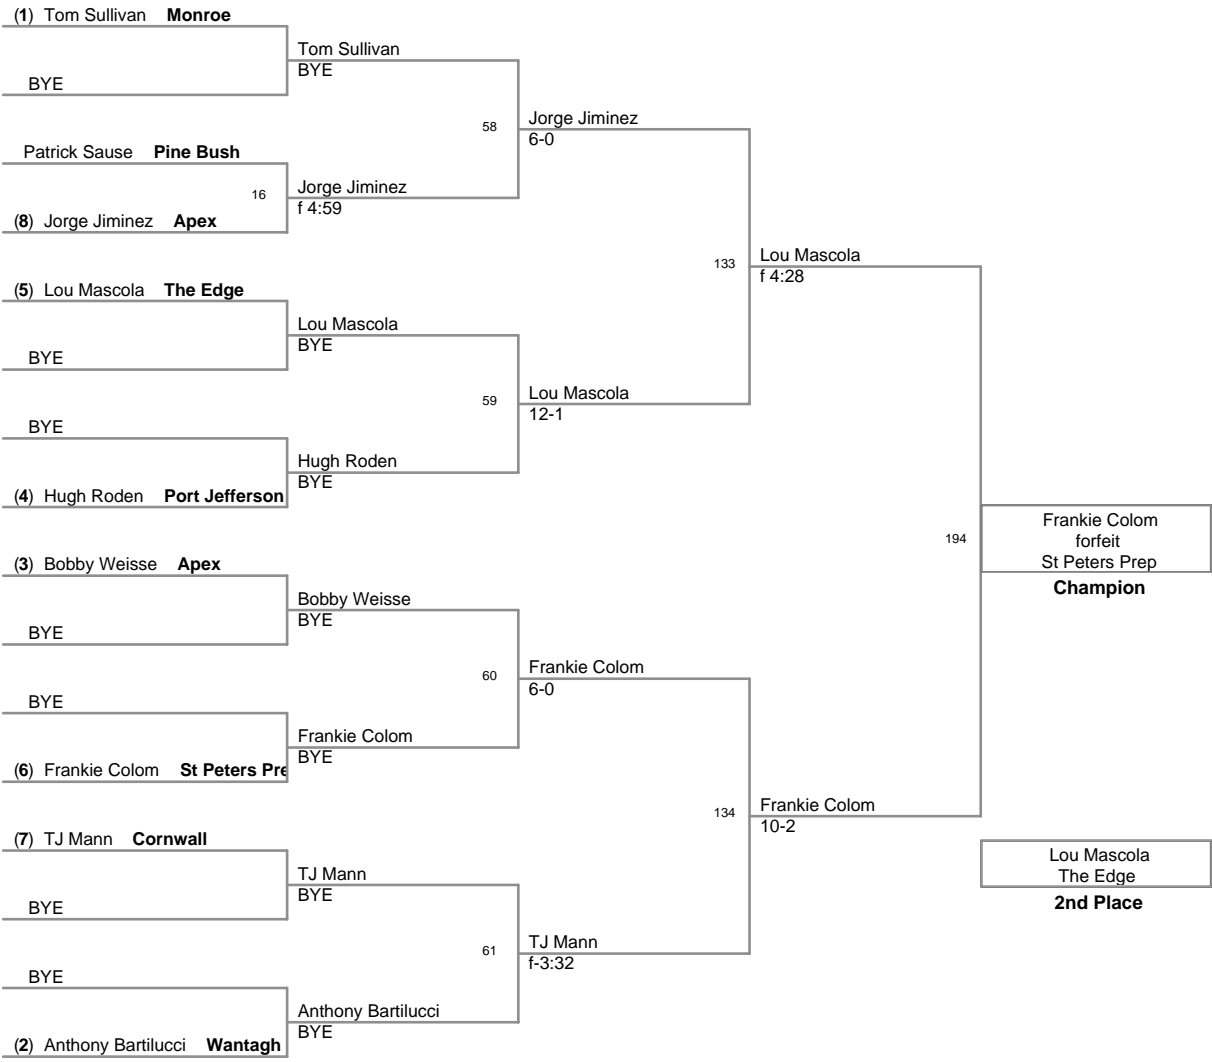 (1) Tom Sullivan Monroe
Tom Sullivan
BYE
BYE
Jorge Jiminez
58
6-0
Patrick Sause Pine Bush
Jorge Jiminez
16
f 4:59
(8) Jorge Jiminez Apex
Lou Mascola
133
f 4:28
(5) Lou Mascola The Edge
Lou Mascola
BYE
BYE
Lou Mascola
59
12-1
BYE
Hugh Roden
BYE
(4) Hugh Roden Port Jefferson
Frankie Colom
194
forfeit
St Peters Prep
Champion
(3) Bobby Weisse Apex
Bobby Weisse
BYE
BYE
Frankie Colom
60
6-0
BYE
Frankie Colom
BYE
(6) Frankie Colom St Peters Pre
Frankie Colom
134
10-2
(7) TJ Mann Cornwall
Lou Mascola
The Edge
2nd Place
TJ Mann
BYE
BYE
TJ Mann
61
f-3:32
BYE
Anthony Bartilucci
BYE
(2) Anthony Bartilucci Wantagh